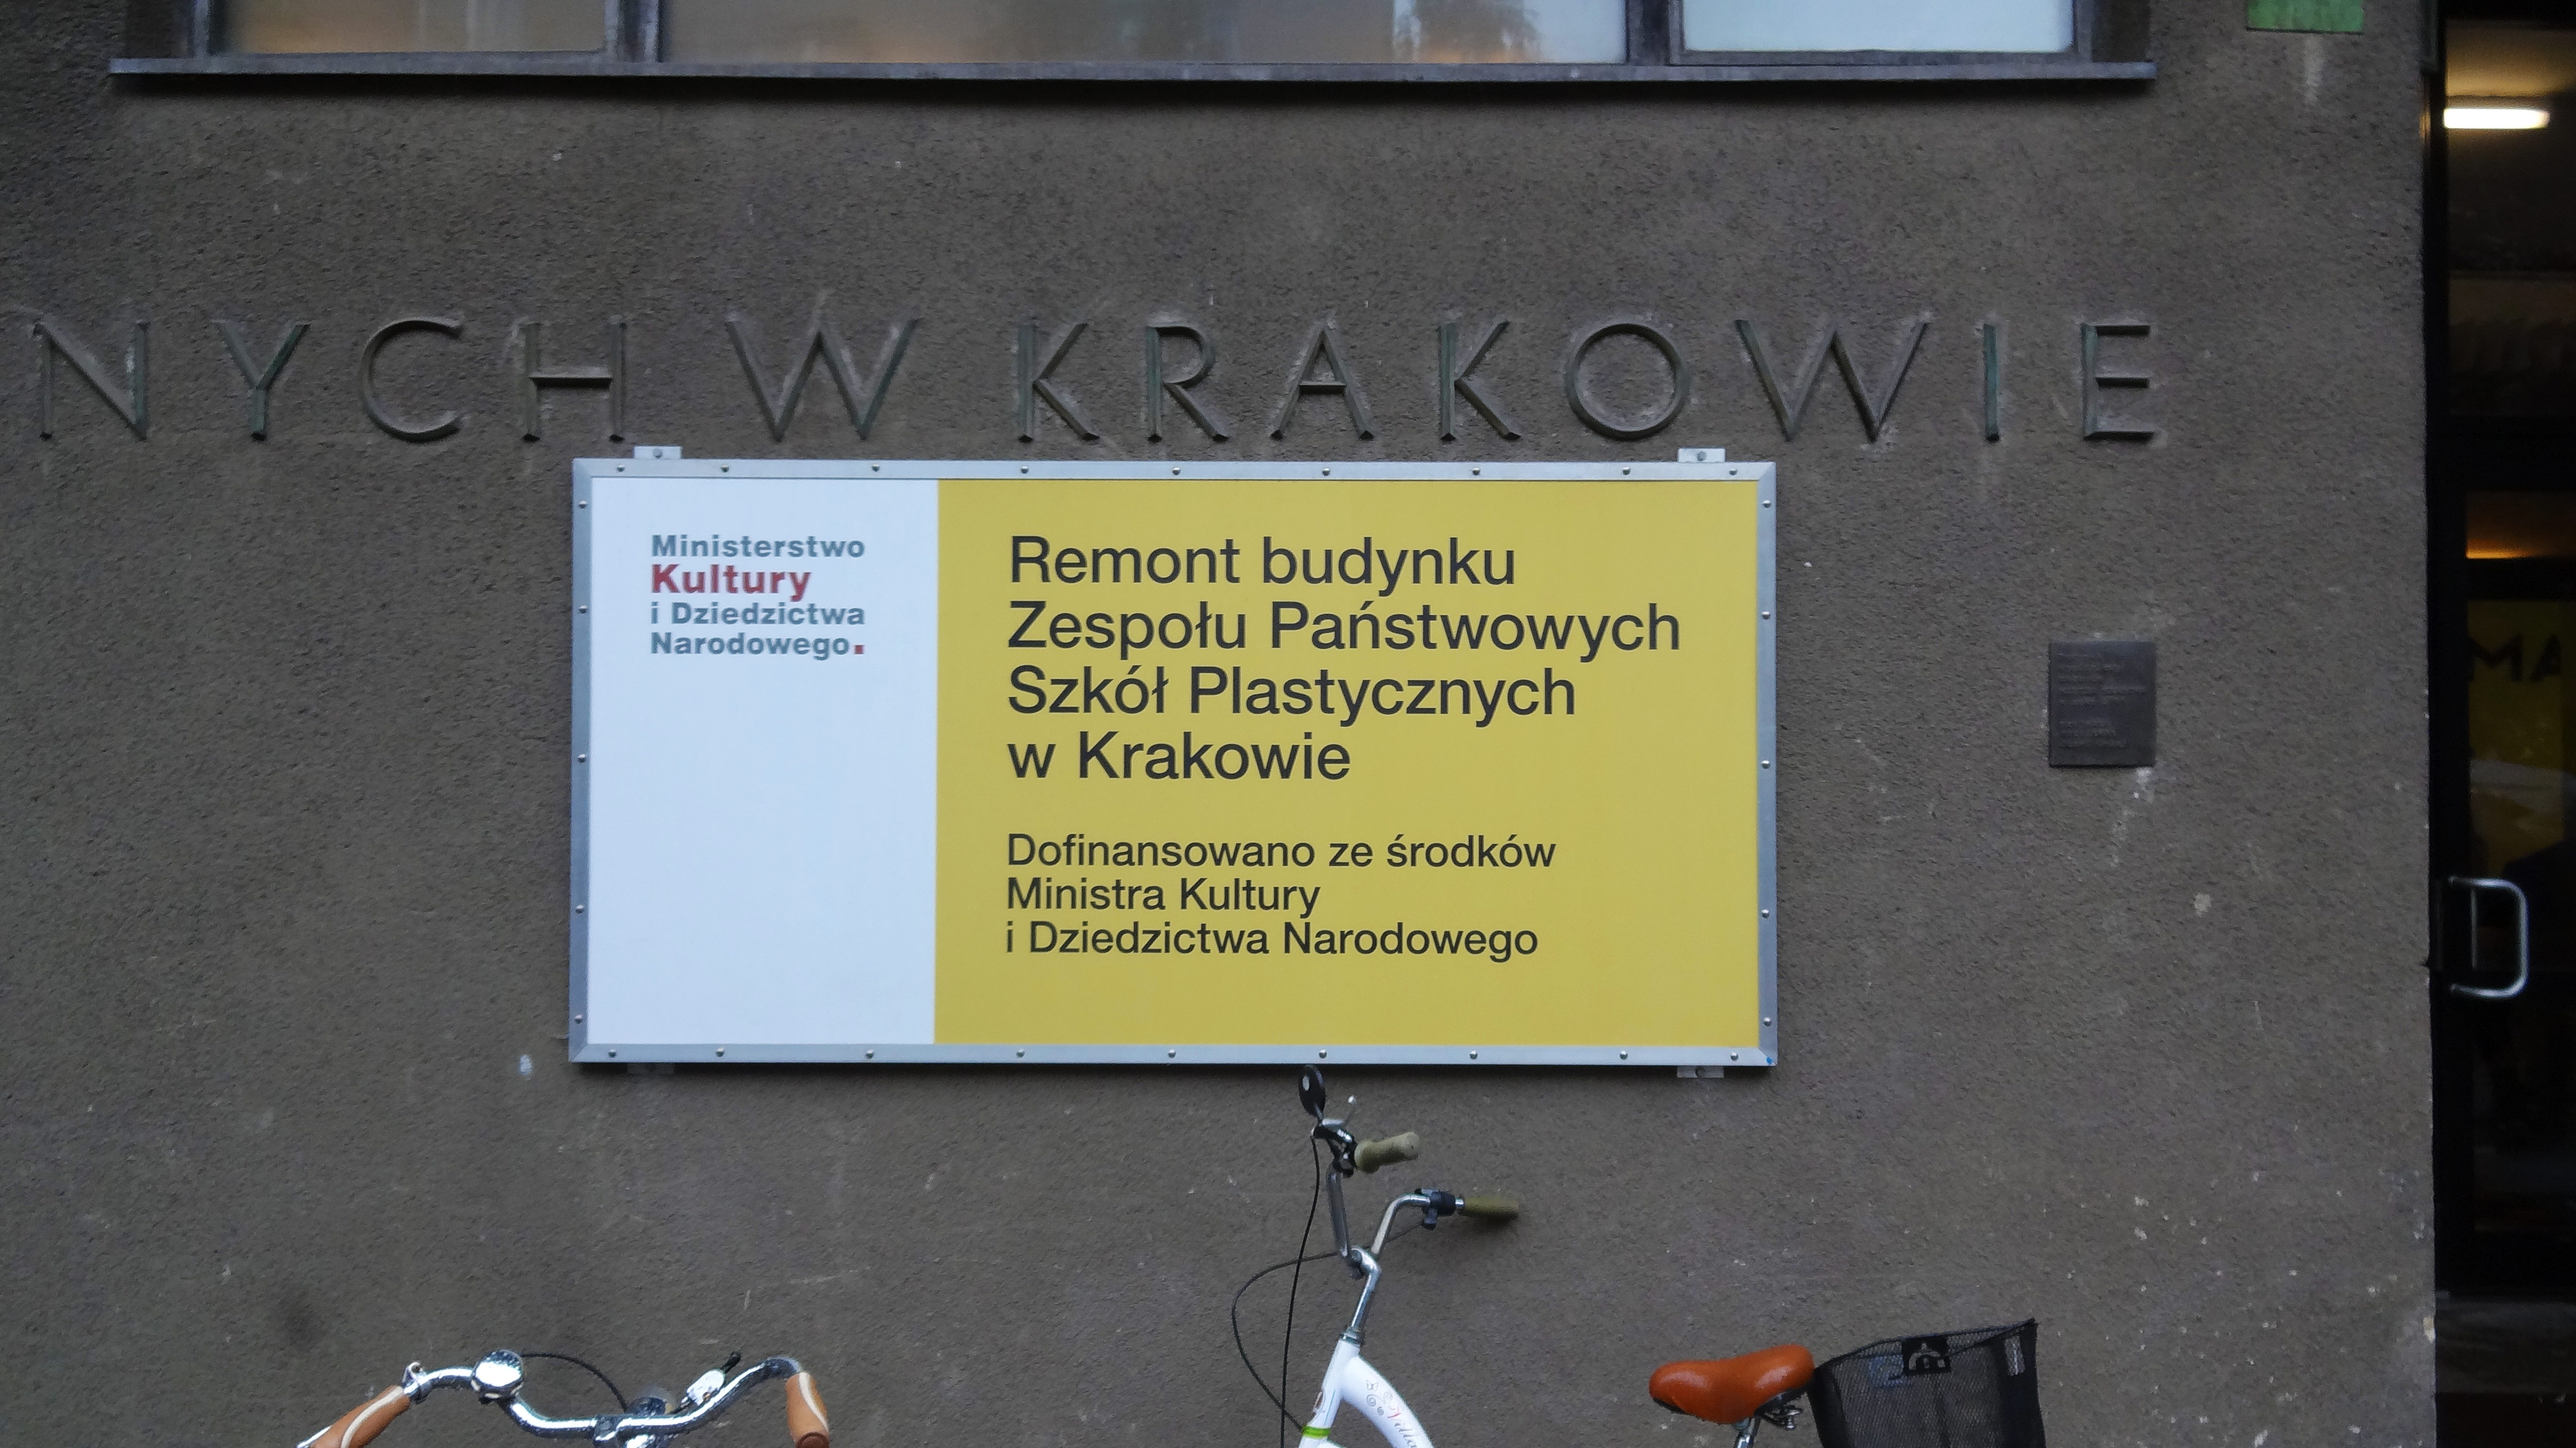 NYCH W KRAKOWIE
Ministerstwo
Kultury
i Dziedzictwa
Narodowego.
Remont budynku
Zespołu Państwowych
Szkół Plastycznych
w Krakowie
Dofinansowano ze środków
Ministra Kultury
i Dziedzictwa Narodowego
MA